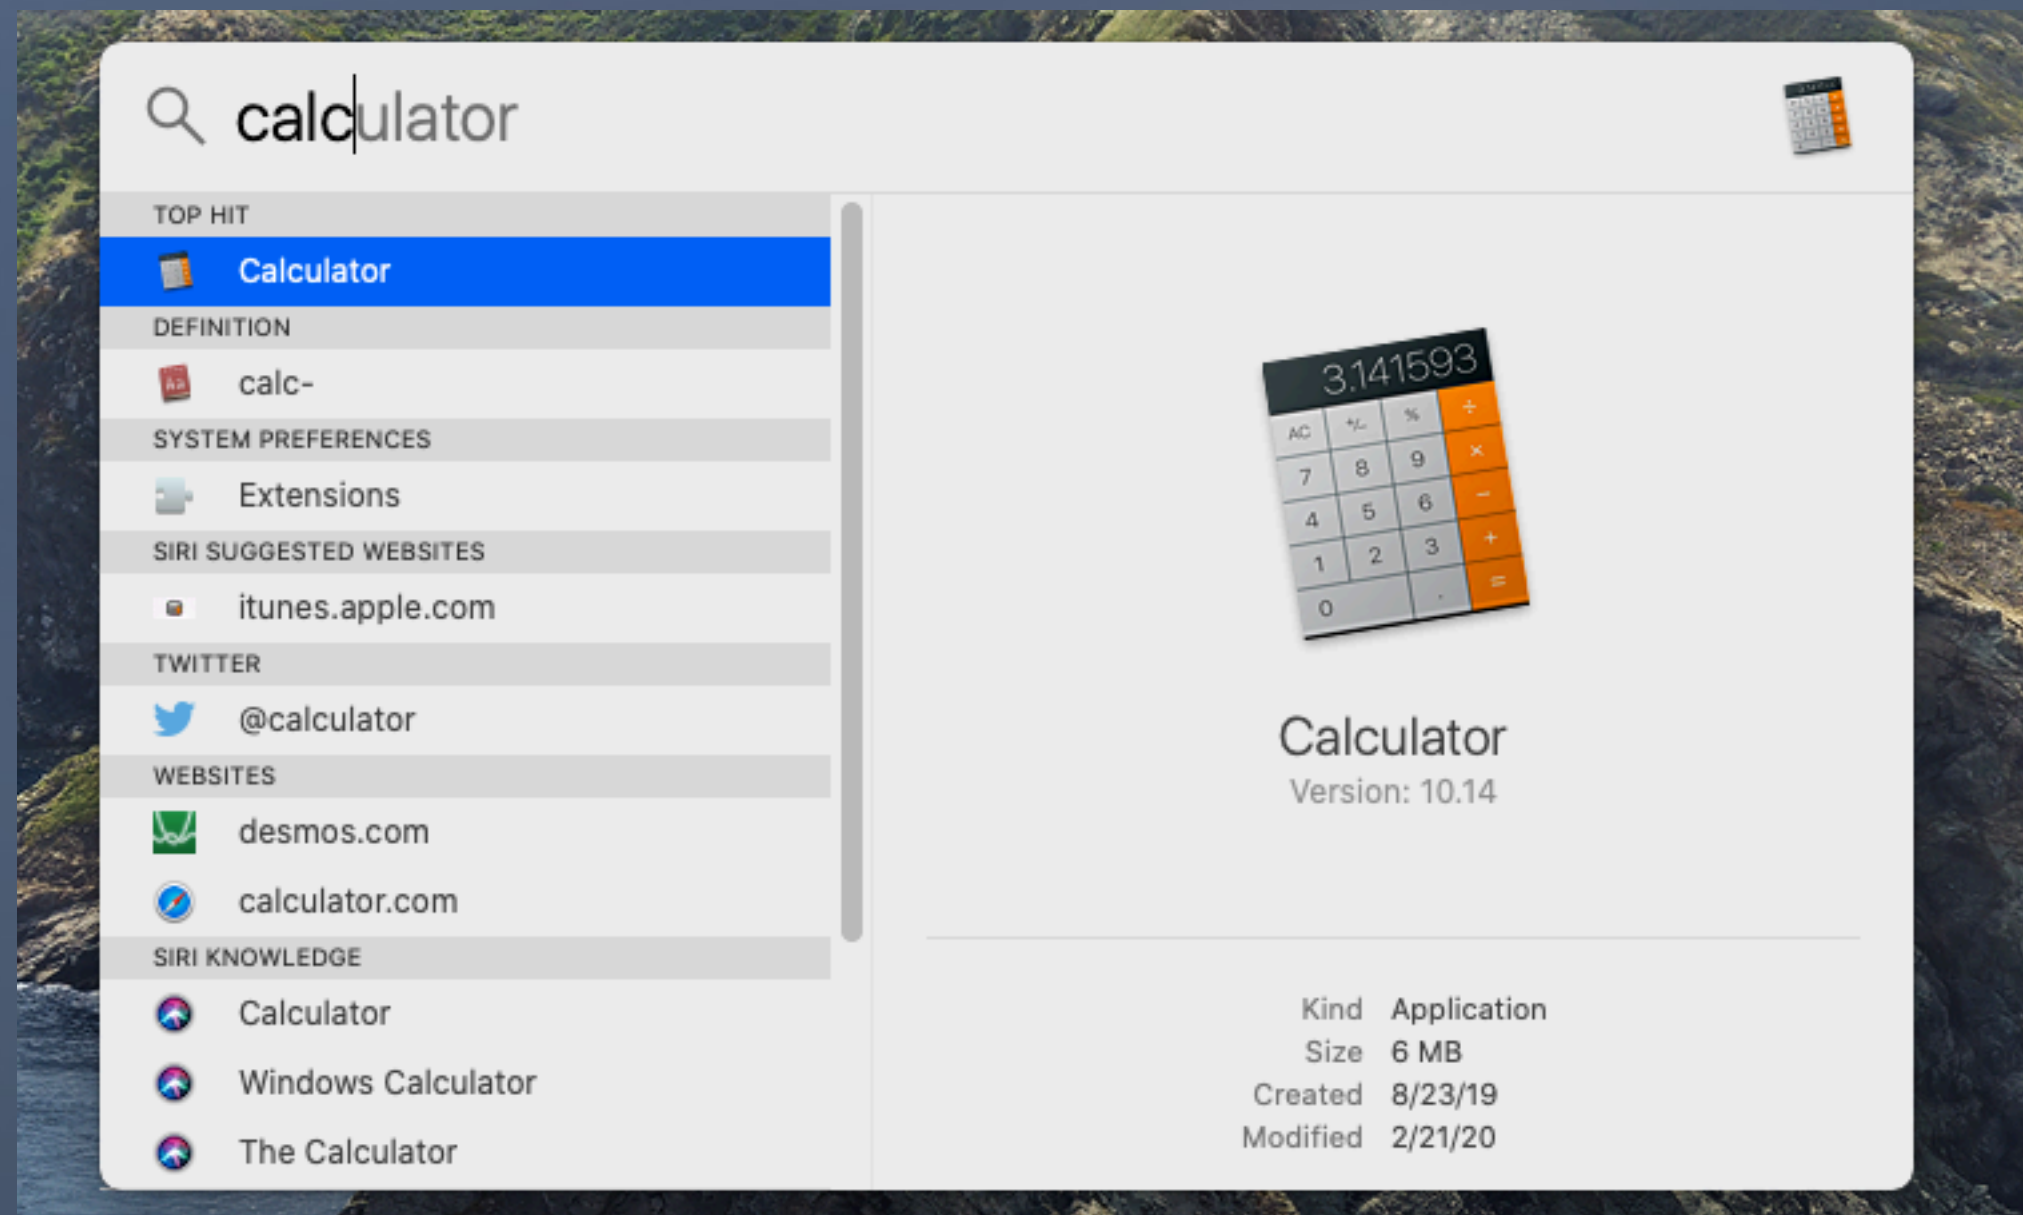 calculator
TOP HIT
Calculator
DEFINITION
Aa
calc-
SYSTEM PREFERENCES
Extensions
SIRI SUGGESTED WEBSITES
itunes.apple.com
TWITTER
@calculator
WEBSITES
desmos.com
calculator.com
SIRI KNOWLEDGE
Calculator
Windows Calculator
The Calculator
3.141593
AC +/- % ÷
7 8 9 ×
4 5 6 −
1 2 3 +
0 . =
Calculator
Version: 10.14
Kind Application
Size 6 MB
Created 8/23/19
Modified 2/21/20